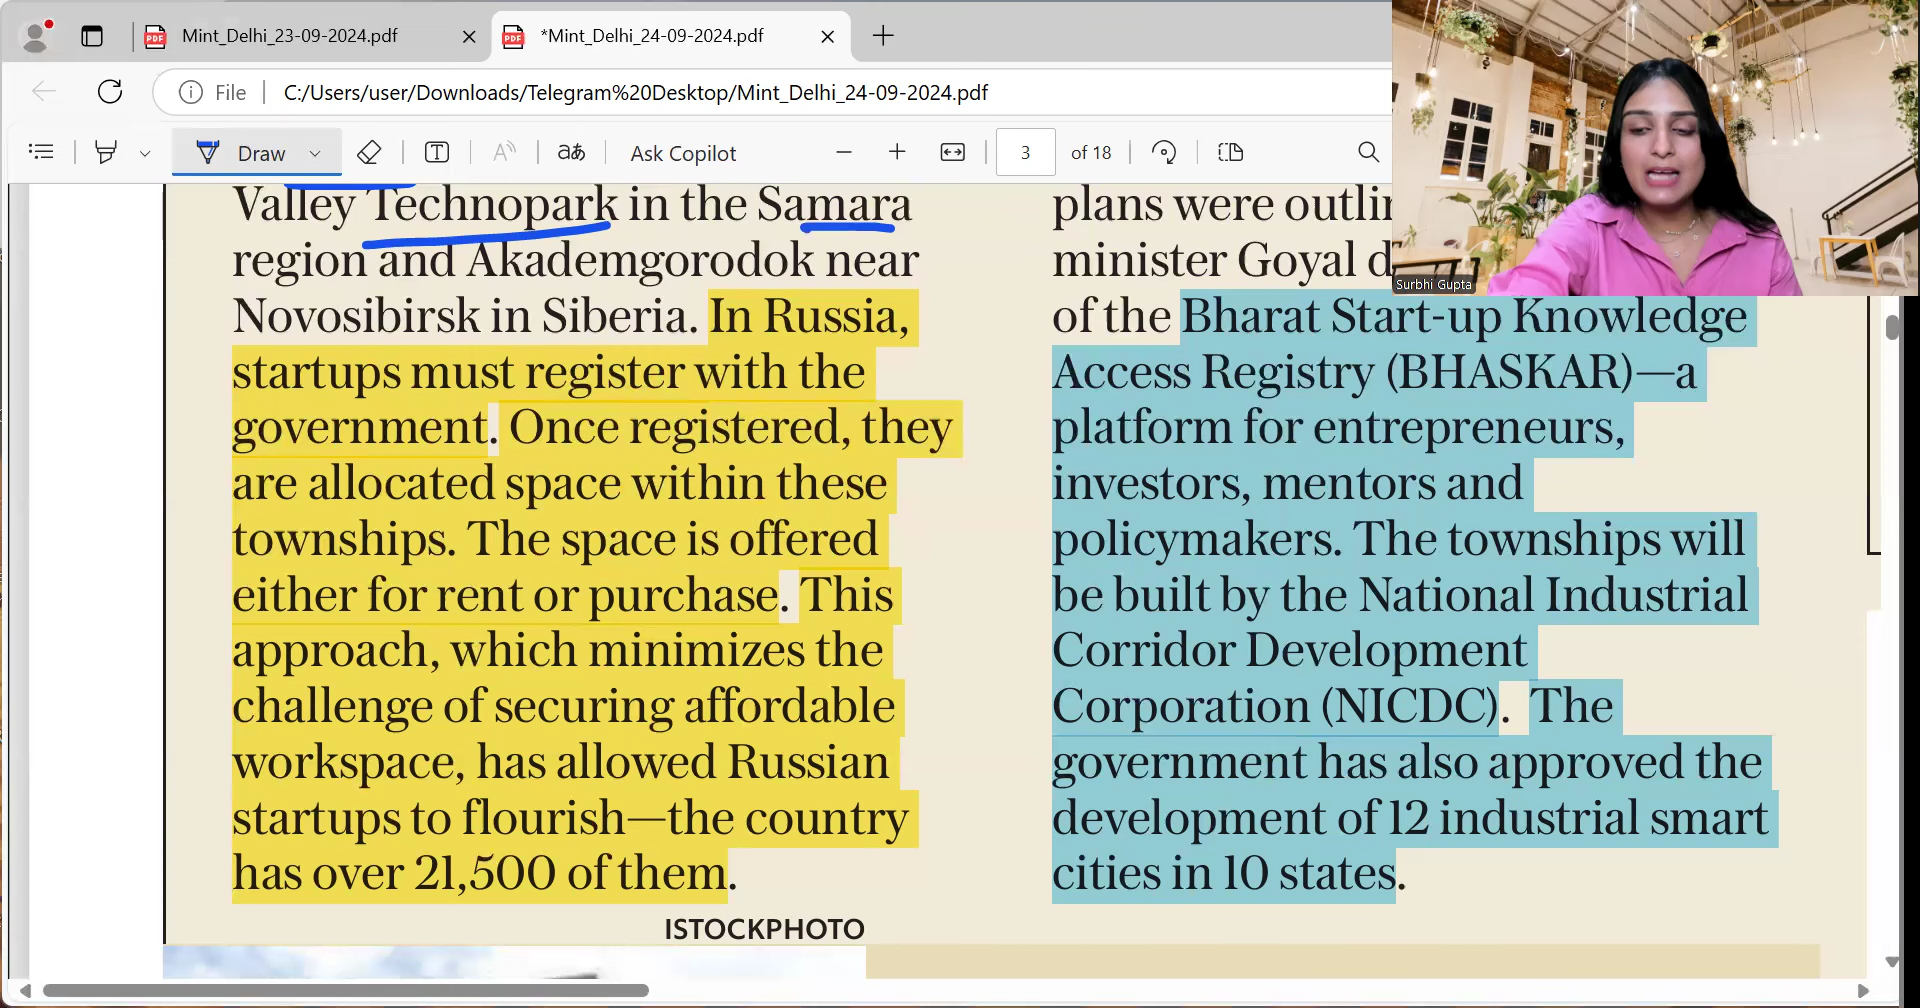 Mint_Delhi_23-09-2024.pdf
*Mint_Delhi_24-09-2024.pdf
File
C:/Users/user/Downloads/Telegram%20Desktop/Mint_Delhi_24-09-2024.pdf
Draw
Ask Copilot
3
of 18
Surbhi Gupta
Valley Technopark in the Samara
region and Akademgorodok near
Novosibirsk in Siberia. In Russia,
startups must register with the
government. Once registered, they
are allocated space within these
townships. The space is offered
either for rent or purchase. This
approach, which minimizes the
challenge of securing affordable
workspace, has allowed Russian
startups to flourish—the country
has over 21,500 of them.
ISTOCKPHOTO
plans were outli
minister Goyal d
of the Bharat Start-up Knowledge
Access Registry (BHASKAR)—a
platform for entrepreneurs,
investors, mentors and
policymakers. The townships will
be built by the National Industrial
Corridor Development
Corporation (NICDC). The
government has also approved the
development of 12 industrial smart
cities in 10 states.